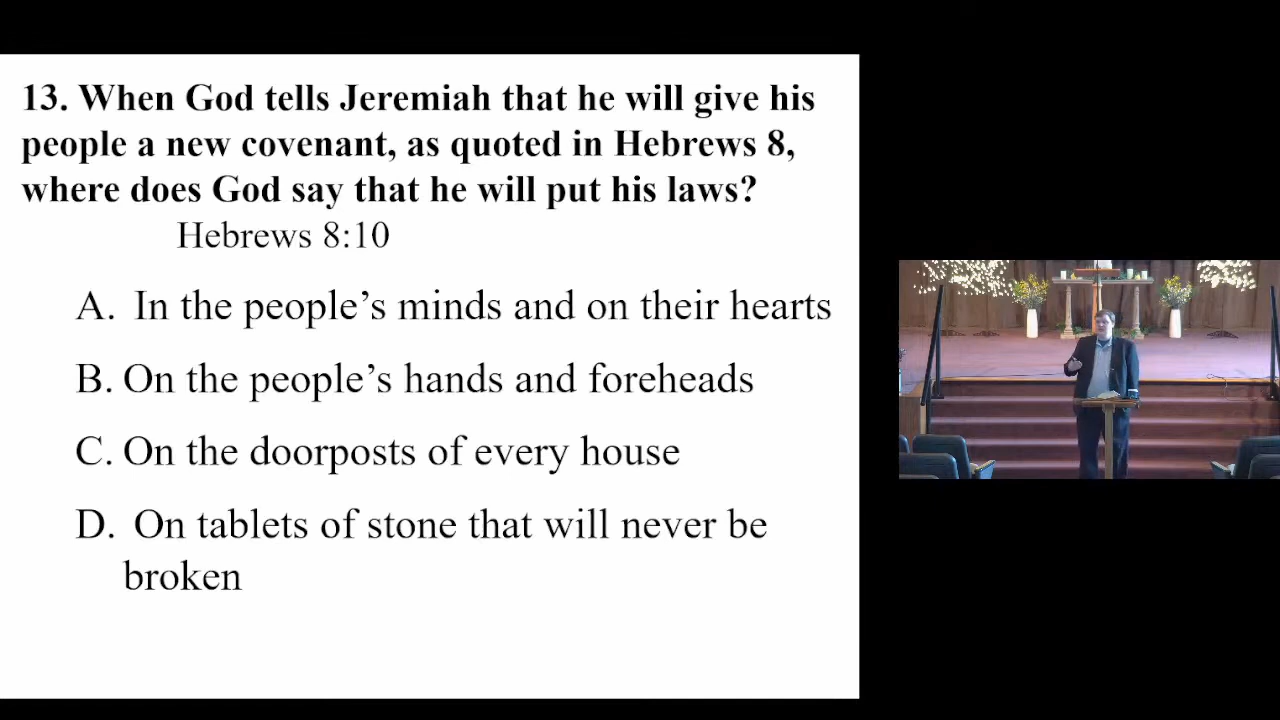 13. When God tells Jeremiah that he will give his
people a new covenant, as quoted in Hebrews 8,
where does God say that he will put his laws?
Hebrews 8:10
A. In the people’s minds and on their hearts
B. On the people’s hands and foreheads
C. On the doorposts of every house
D. On tablets of stone that will never be
broken